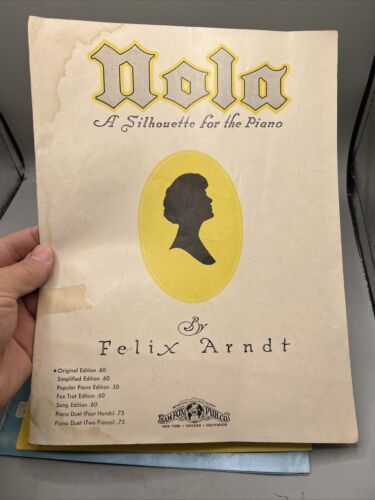 Nola
A Silhouette for the Piano
By
Felix Arndt
• Original Edition .60
Simplified Edition .60
Popular Piano Edition .50
Fox Trot Edition .60
Song Edition .60
Piano Duet (Four Hands) .75
Piano Duet (Two Pianos) .75
SAM FOX PUB. CO.
NEW YORK • CHICAGO • HOLLYWOOD